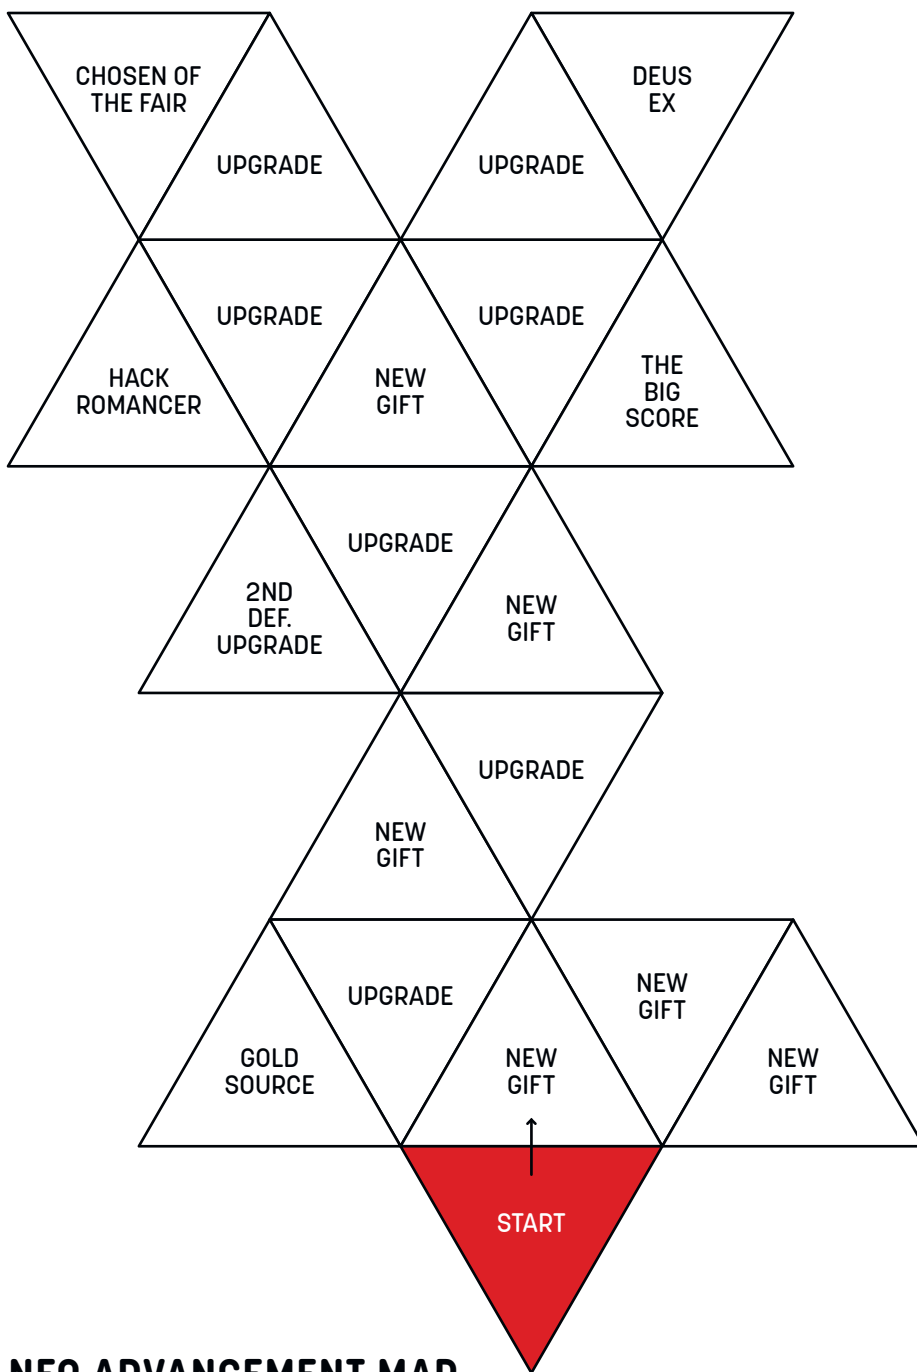 CHOSEN OF
THE FAIR
DEUS
EX
UPGRADE
UPGRADE
UPGRADE
UPGRADE
HACK
ROMANCER
NEW
GIFT
THE
BIG
SCORE
UPGRADE
2ND
DEF.
UPGRADE
NEW
GIFT
UPGRADE
NEW
GIFT
UPGRADE
NEW
GIFT
GOLD
SOURCE
NEW
GIFT
NEW
GIFT
START
NEO ADVANCEMENT MAP